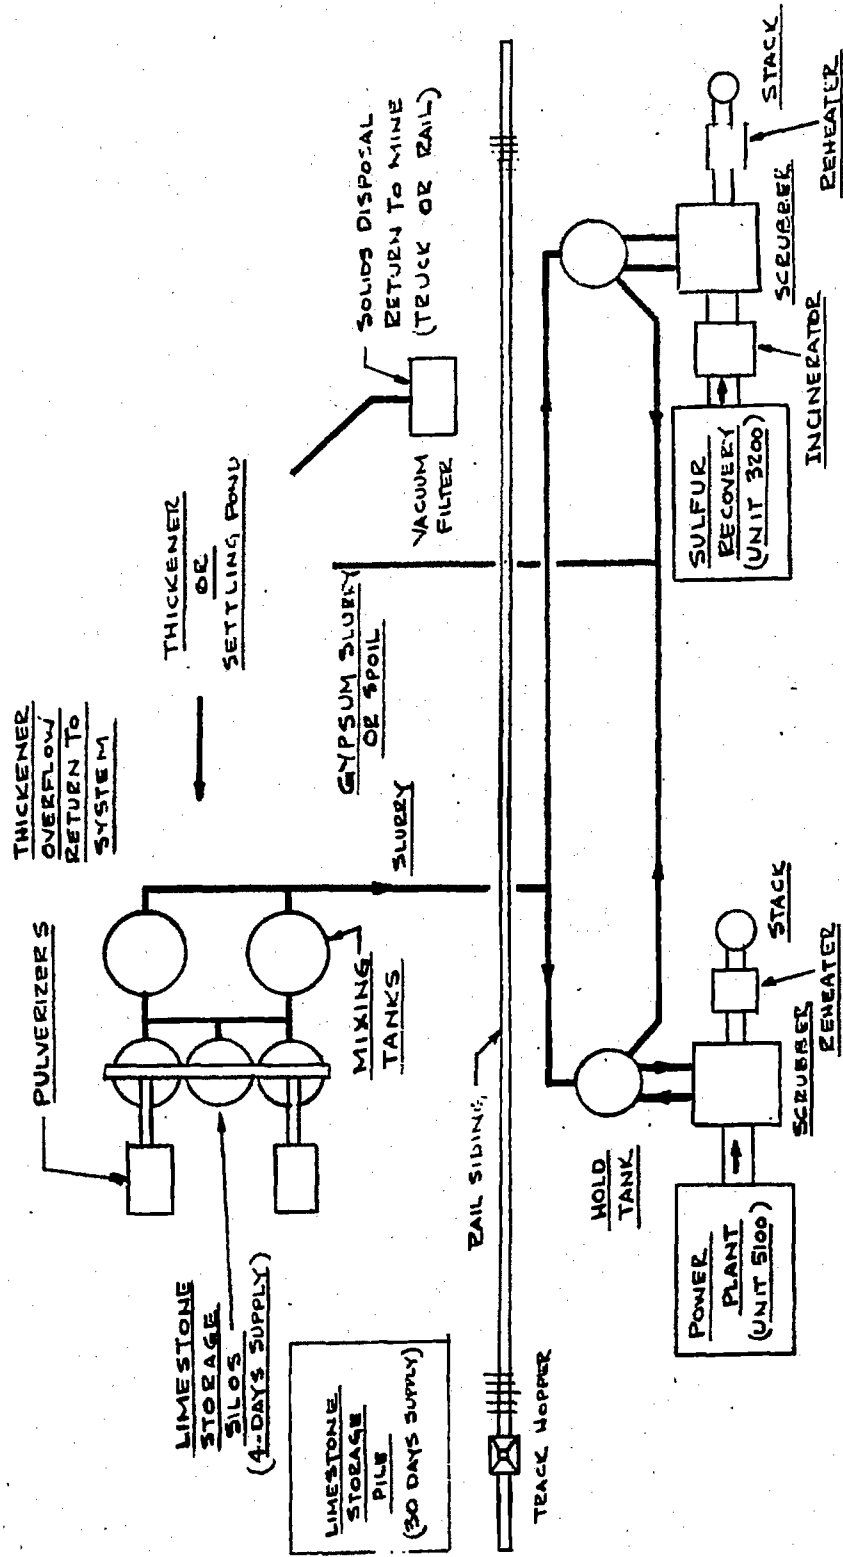 THICKENER
OVERFLOW
RETURN TO
SYSTEM
PULVERIZERS
LIMESTONE
STORAGE
SILOS
(4-DAYS SUPPLY)
LIMESTONE
STORAGE
PILE
(30 DAYS SUPPLY)
MIXING
TANKS
SLURRY
THICKENER
OR
SETTLING POND
GYPSUM SLURRY
OR SPOIL
VACUUM
FILTER
SOLIDS DISPOSAL
RETURN TO MINE
(TRUCK OR RAIL)
RAIL SIDING
TRACK HOPPER
HOLD
TANK
POWER
PLANT
(UNIT 5100)
SCRUBBER
REHEATER
STACK
SULFUR
RECOVERY
(UNIT 3200)
INCINERATOR
SCRUBBER
REHEATER
STACK